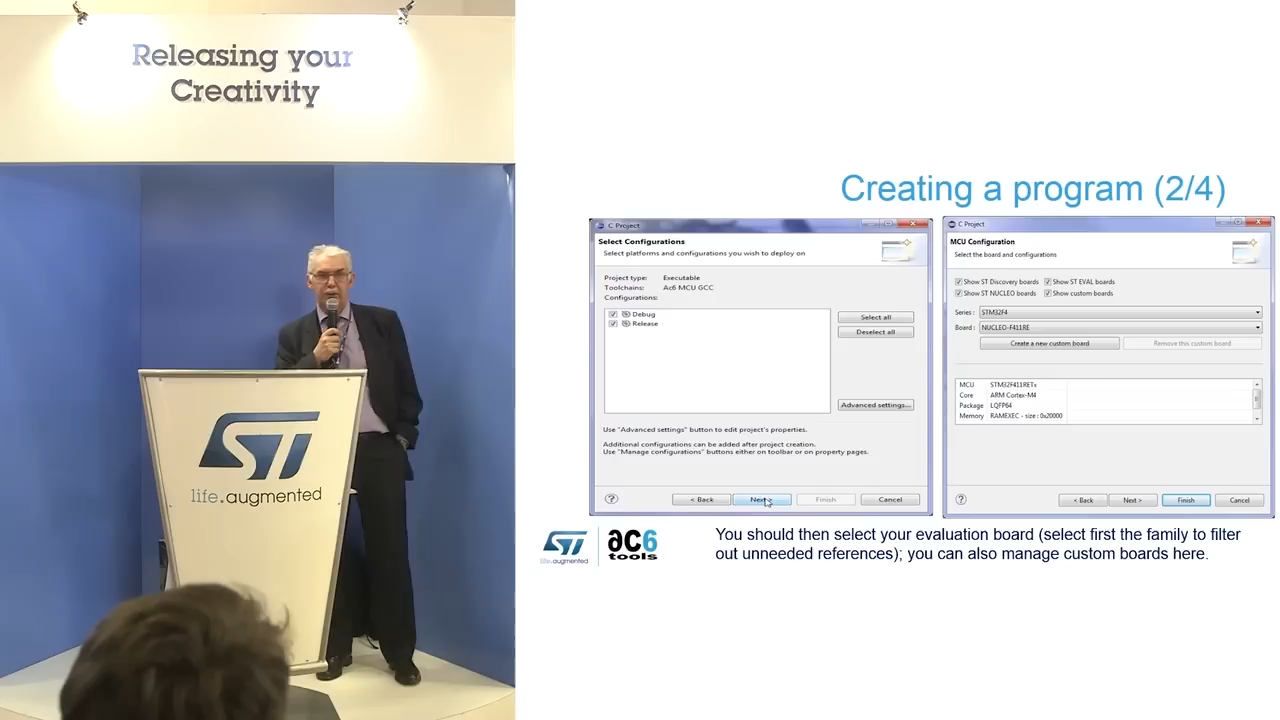 Releasing your
Creativity
ST
life.augmented
Creating a program (2/4)
C Project
Select Configurations
Select platforms and configurations you wish to deploy on
Project type: Executable
Toolchains: Ac6 MCU GCC
Configurations:
Debug
Release
Select all
Deselect all
Advanced settings...
Use "Advanced settings" button to edit project's properties.
Additional configurations can be added after project creation.
Use "Manage configurations" buttons either on toolbar or on property pages.
? < Back Next > Finish Cancel
C Project
MCU Configuration
Select the board and configurations
Show ST Discovery boards Show ST EVAL boards
Show ST NUCLEO boards Show custom boards
Series : STM32F4
Board : NUCLEO-F411RE
Create a new custom board Remove this custom board
MCU STM32F411RETx
Core ARM Cortex-M4
Package LQFP64
Memory RAMEXEC - size : 0x20000
? < Back Next > Finish Cancel
ST
life.augmented
ac6
tools
You should then select your evaluation board (select first the family to filter
out unneeded references); you can also manage custom boards here.